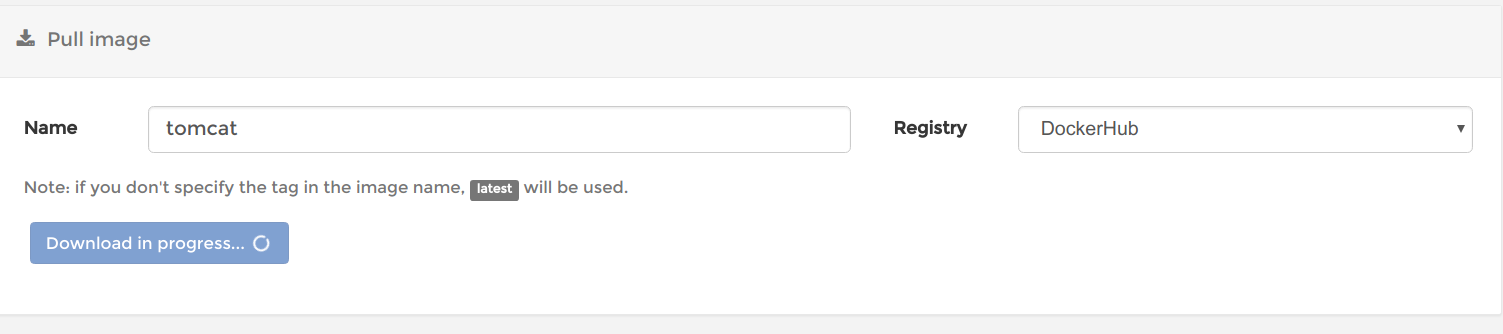 Pull image
Name tomcat Registry DockerHub
Note: if you don't specify the tag in the image name, latest will be used.
Download in progress...